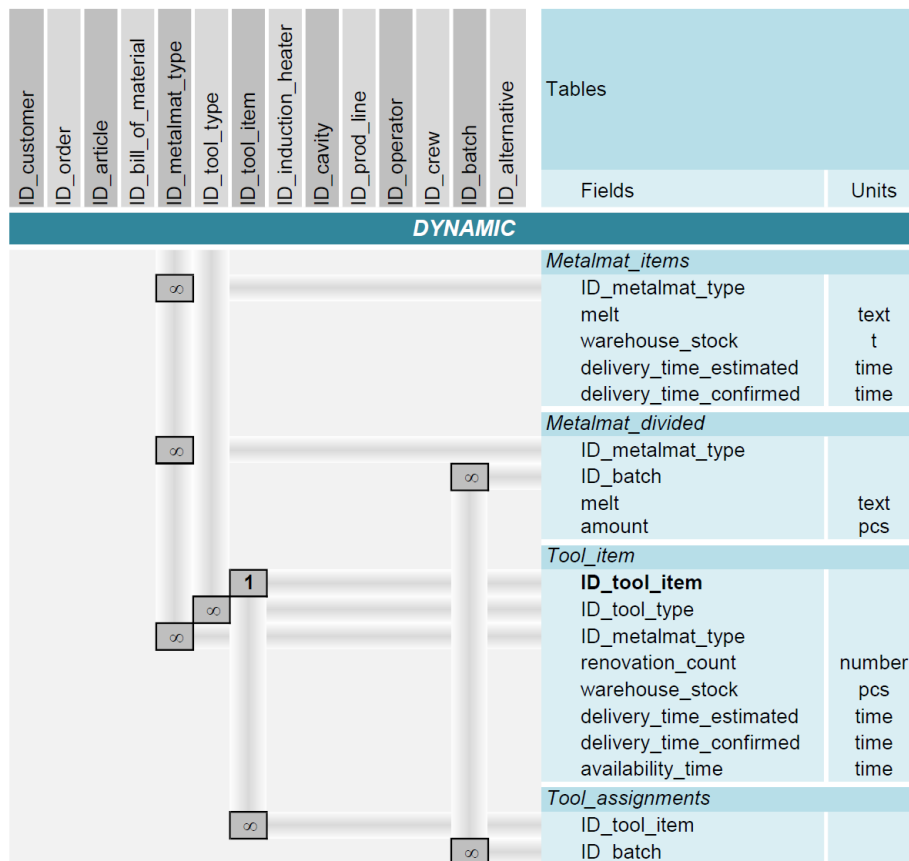 ID_customer
ID_order
ID_article
ID_bill_of_material
ID_metalmat_type
ID_tool_type
ID_tool_item
ID_induction_heater
ID_cavity
ID_prod_line
ID_operator
ID_crew
ID_batch
ID_alternative
Tables
Fields Units
DYNAMIC
Metalmat_items
∞ ID_metalmat_type
melt text
warehouse_stock t
delivery_time_estimated time
delivery_time_confirmed time
Metalmat_divided
∞ ID_metalmat_type
∞ ID_batch
melt text
amount pcs
Tool_item
1 ID_tool_item
∞ ID_tool_type
∞ ID_metalmat_type
renovation_count number
warehouse_stock pcs
delivery_time_estimated time
delivery_time_confirmed time
availability_time time
Tool_assignments
∞ ID_tool_item
∞ ID_batch